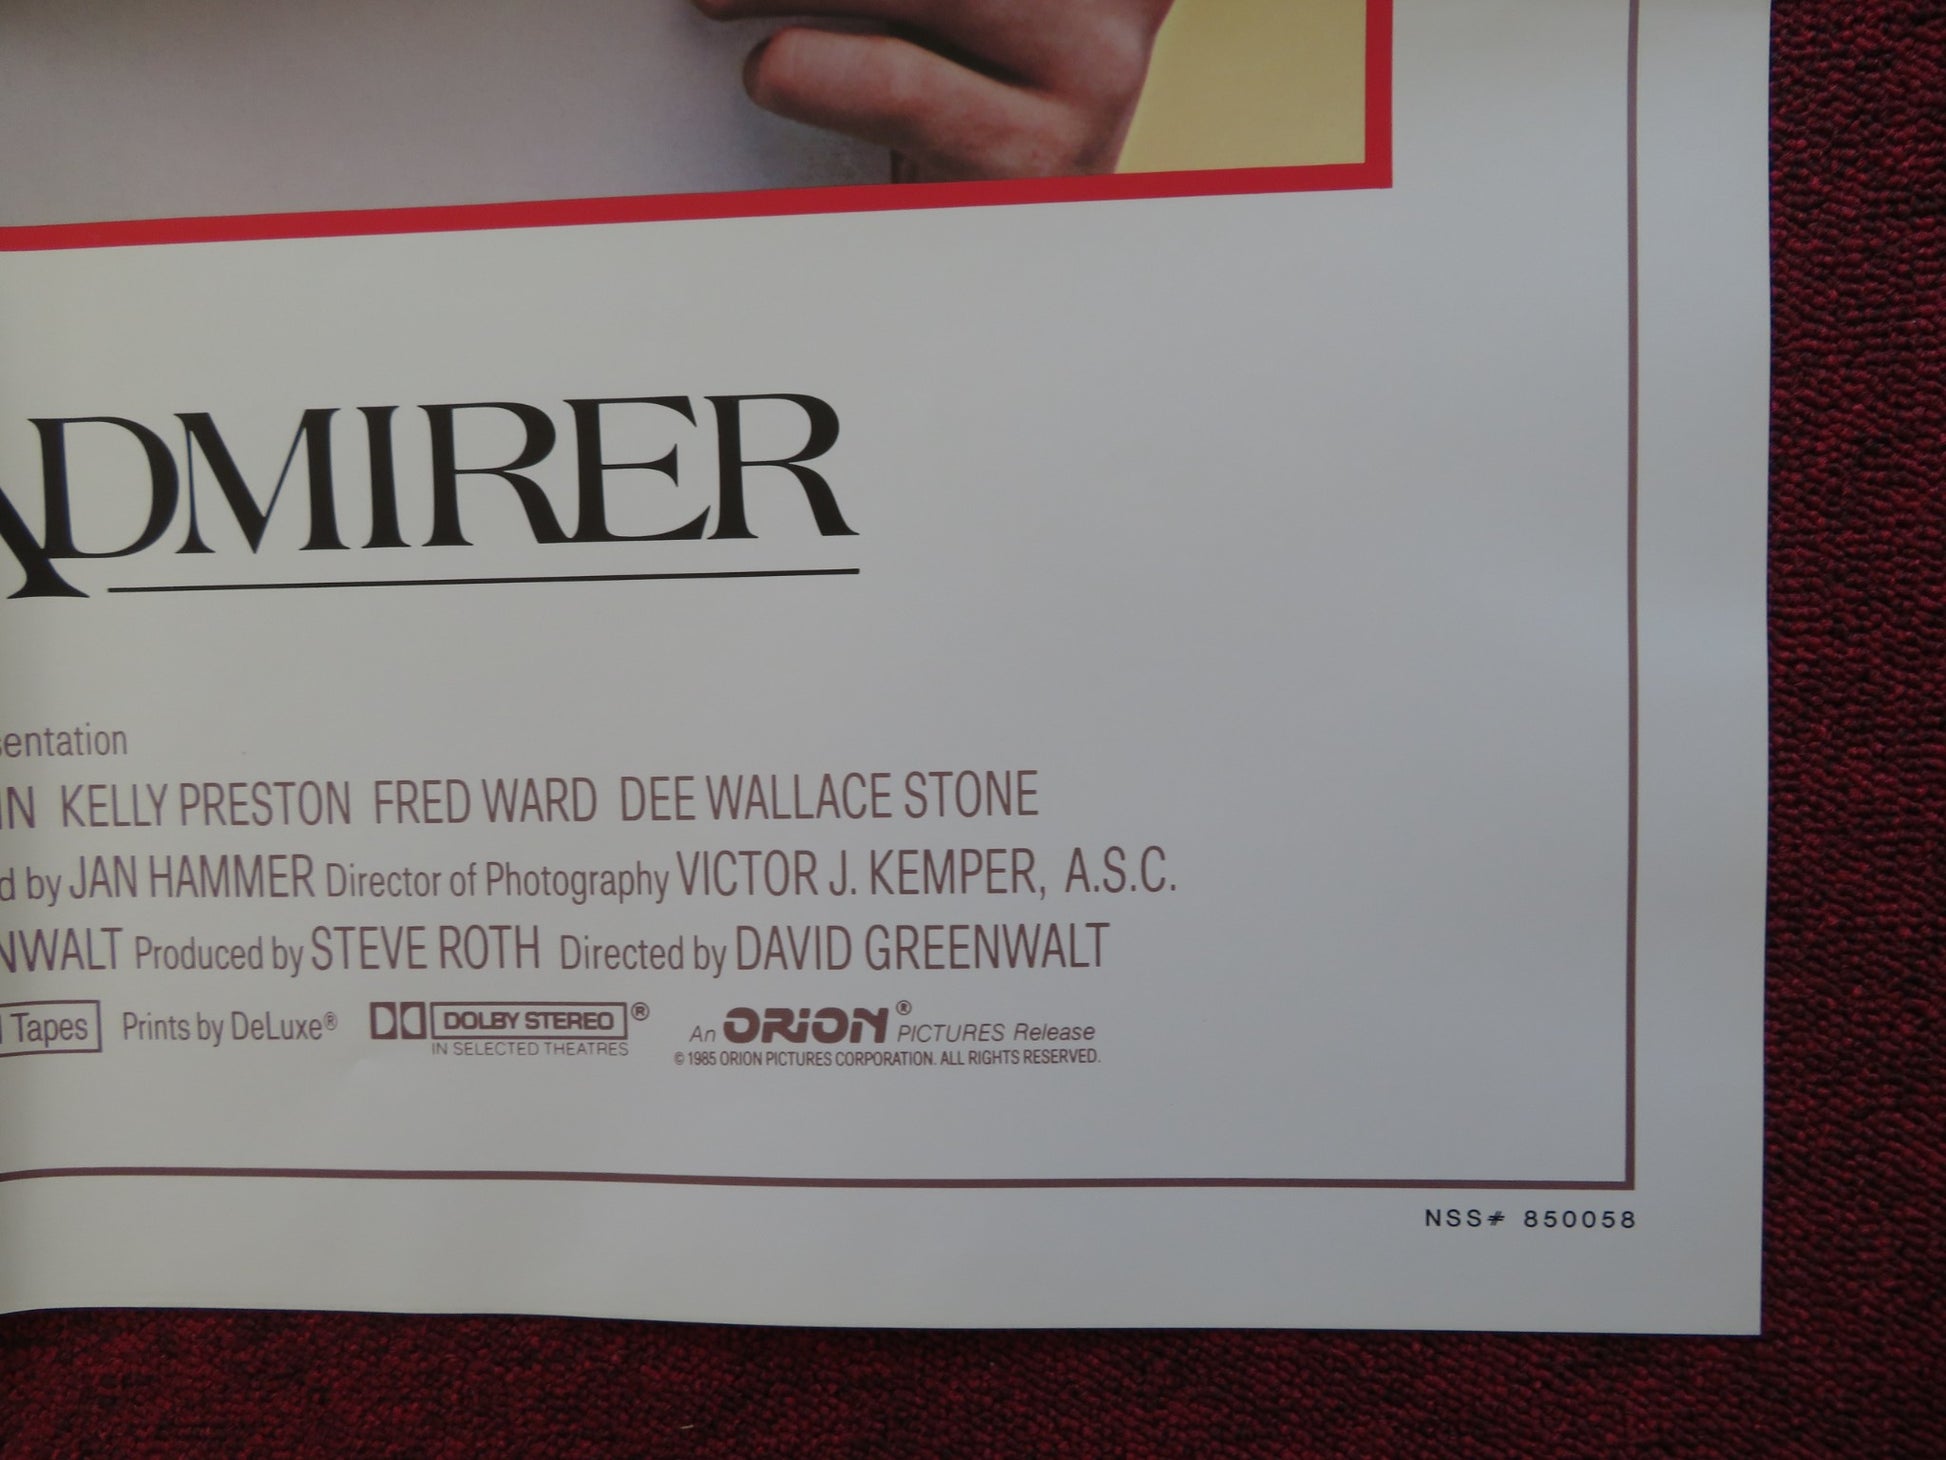 ADMIRER
sentation
IN KELLY PRESTON FRED WARD DEE WALLACE STONE
d by JAN HAMMER Director of Photography VICTOR J. KEMPER, A.S.C.
NWALT Produced by STEVE ROTH Directed by DAVID GREENWALT
Tapes Prints by DeLuxe® DOLBY STEREO® An ORION® PICTURES Release
IN SELECTED THEATRES © 1985 ORION PICTURES CORPORATION. ALL RIGHTS RESERVED.
NSS# 850058